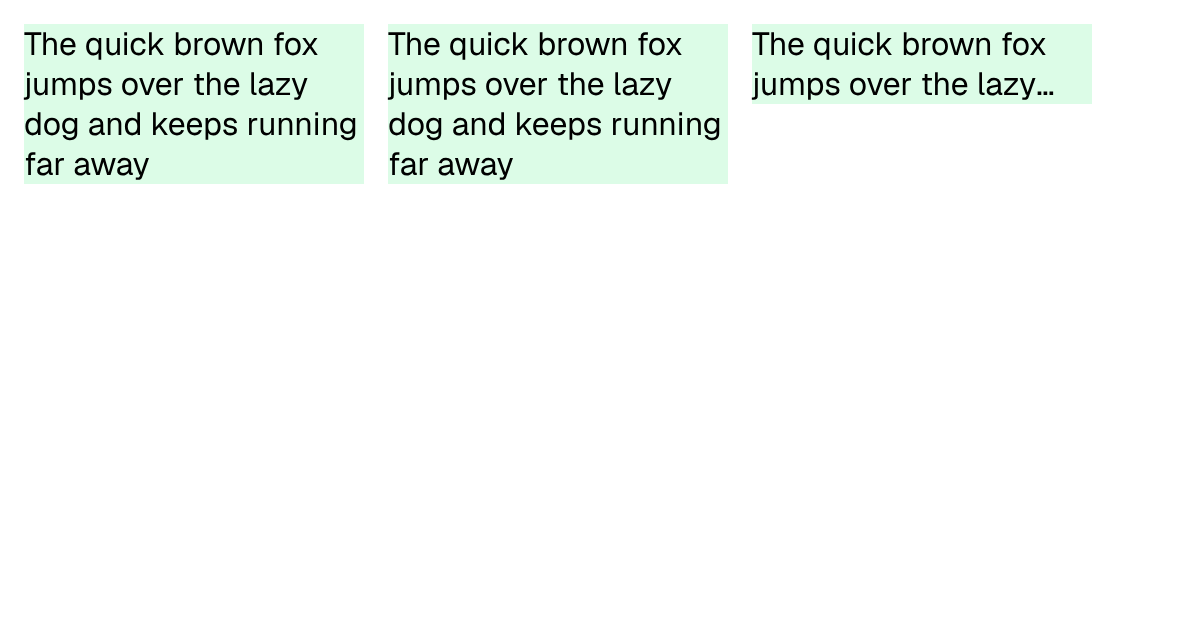 The quick brown fox
jumps over the lazy
dog and keeps running
far away
The quick brown fox
jumps over the lazy
dog and keeps running
far away
The quick brown fox
jumps over the lazy…